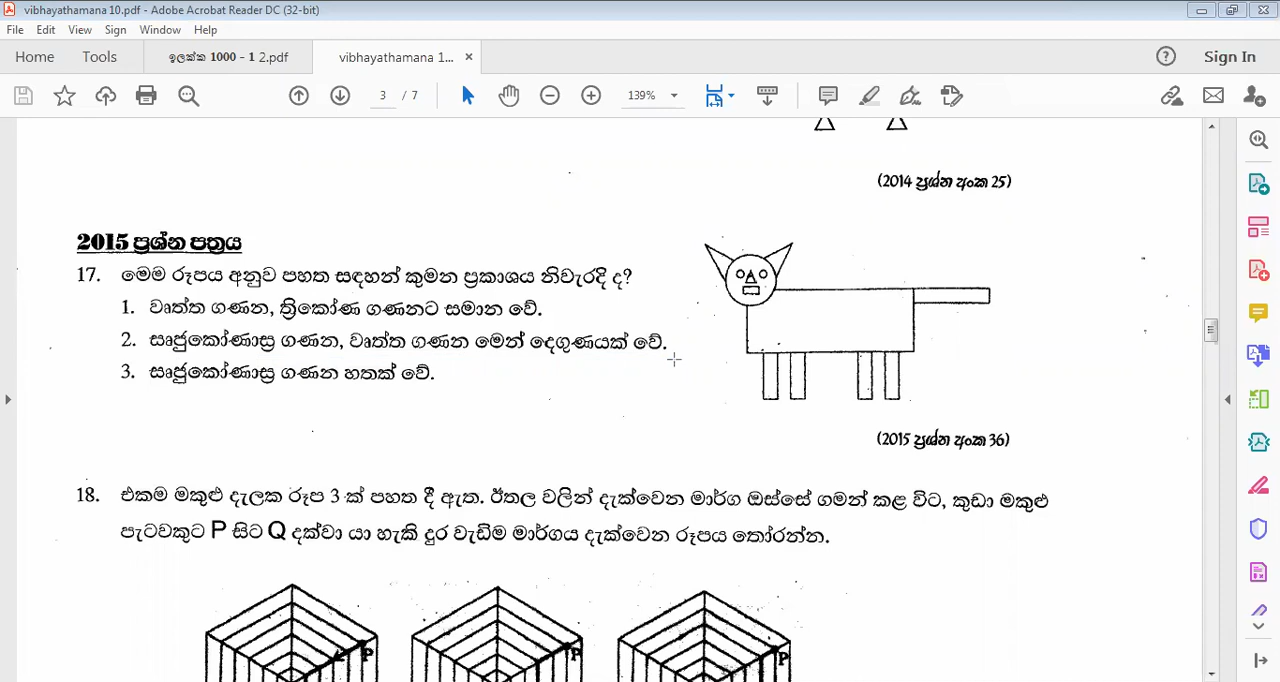 vibhayathamana 10.pdf - Adobe Acrobat Reader DC (32-bit)
File Edit View Sign Window Help
Home Tools ඉලක්ක 1000 - 1 2.pdf vibhayathamana 1... × Sign In
3 / 7 139%
(2014 ප්‍රශ්න අංක 25)
2015 ප්‍රශ්න පත්‍රය
17. මෙම රූපය අනුව පහත සඳහන් කුමන ප්‍රකාශය නිවැරදි ද?
1. වෘත්ත ගණන, ත්‍රිකෝණ ගණනට සමාන වේ.
2. සෘජුකෝණාස්‍ර ගණන, වෘත්ත ගණන මෙන් දෙගුණයක් වේ.
3. සෘජුකෝණාස්‍ර ගණන හතක් වේ.
(2015 ප්‍රශ්න අංක 36)
18. එකම මකුළු දැලක රූප 3 ක් පහත දී ඇත. ඊතල වලින් දැක්වෙන මාර්ග ඔස්සේ ගමන් කළ විට, කුඩා මකුළු
පැටවකුට P සිට Q දක්වා යා හැකි දුර වැඩිම මාර්ගය දැක්වෙන රූපය තෝරන්න.
P P P